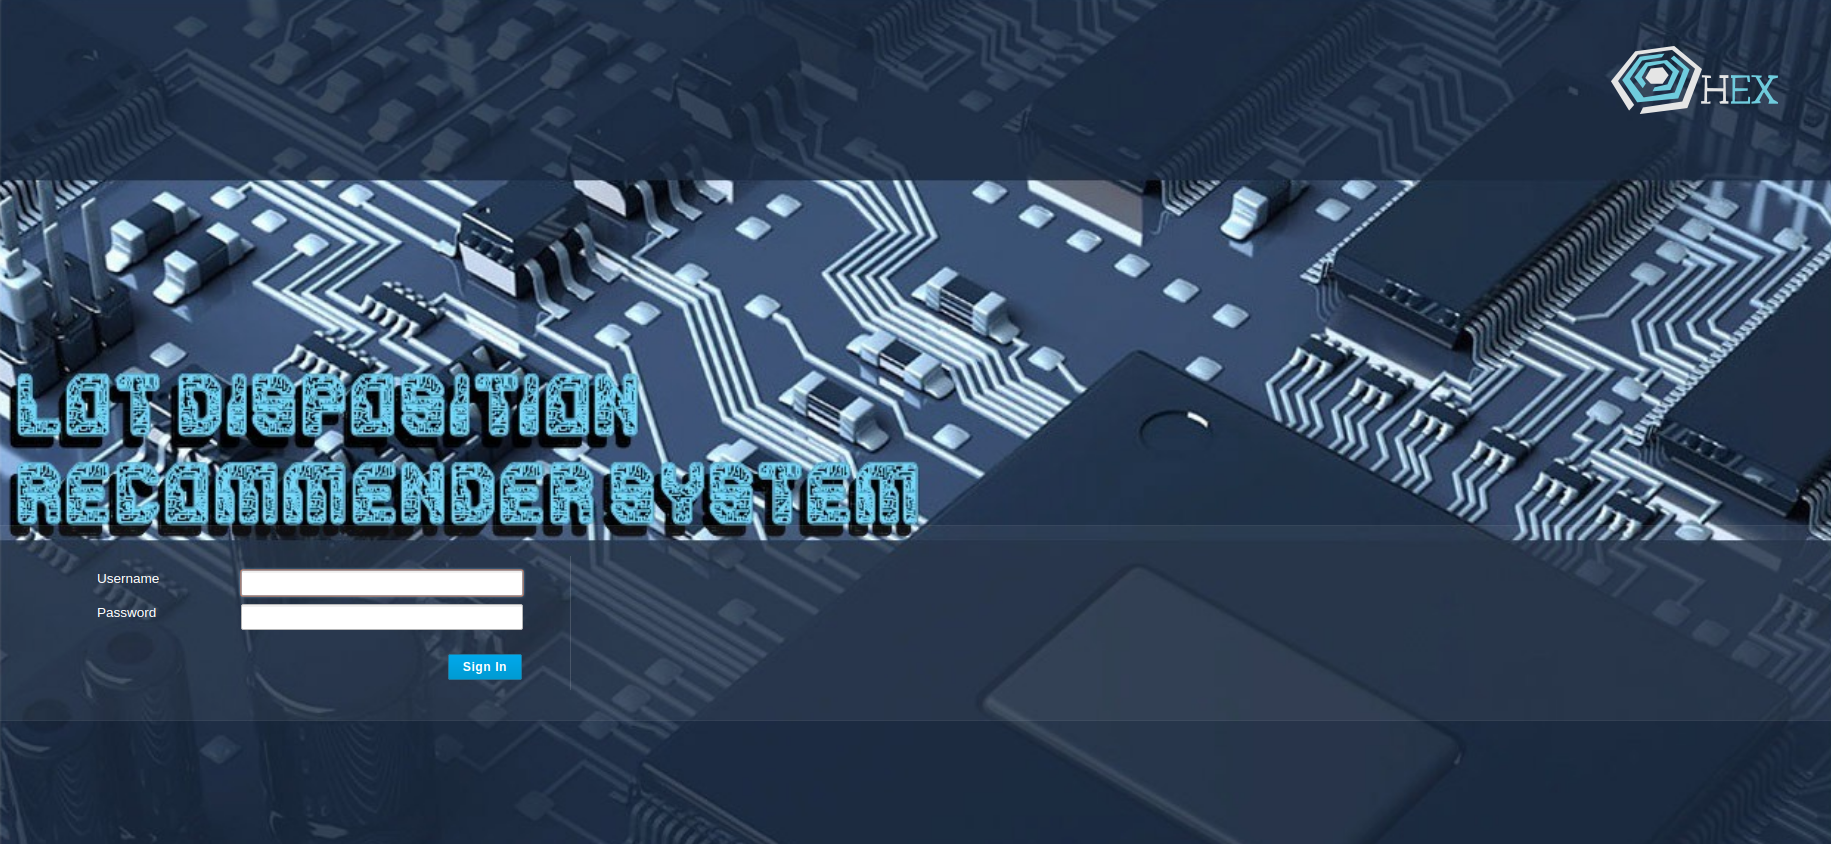 HEX
LOT DISPOSITION
RECOMMENDER SYSTEM
Username
Password
Sign In